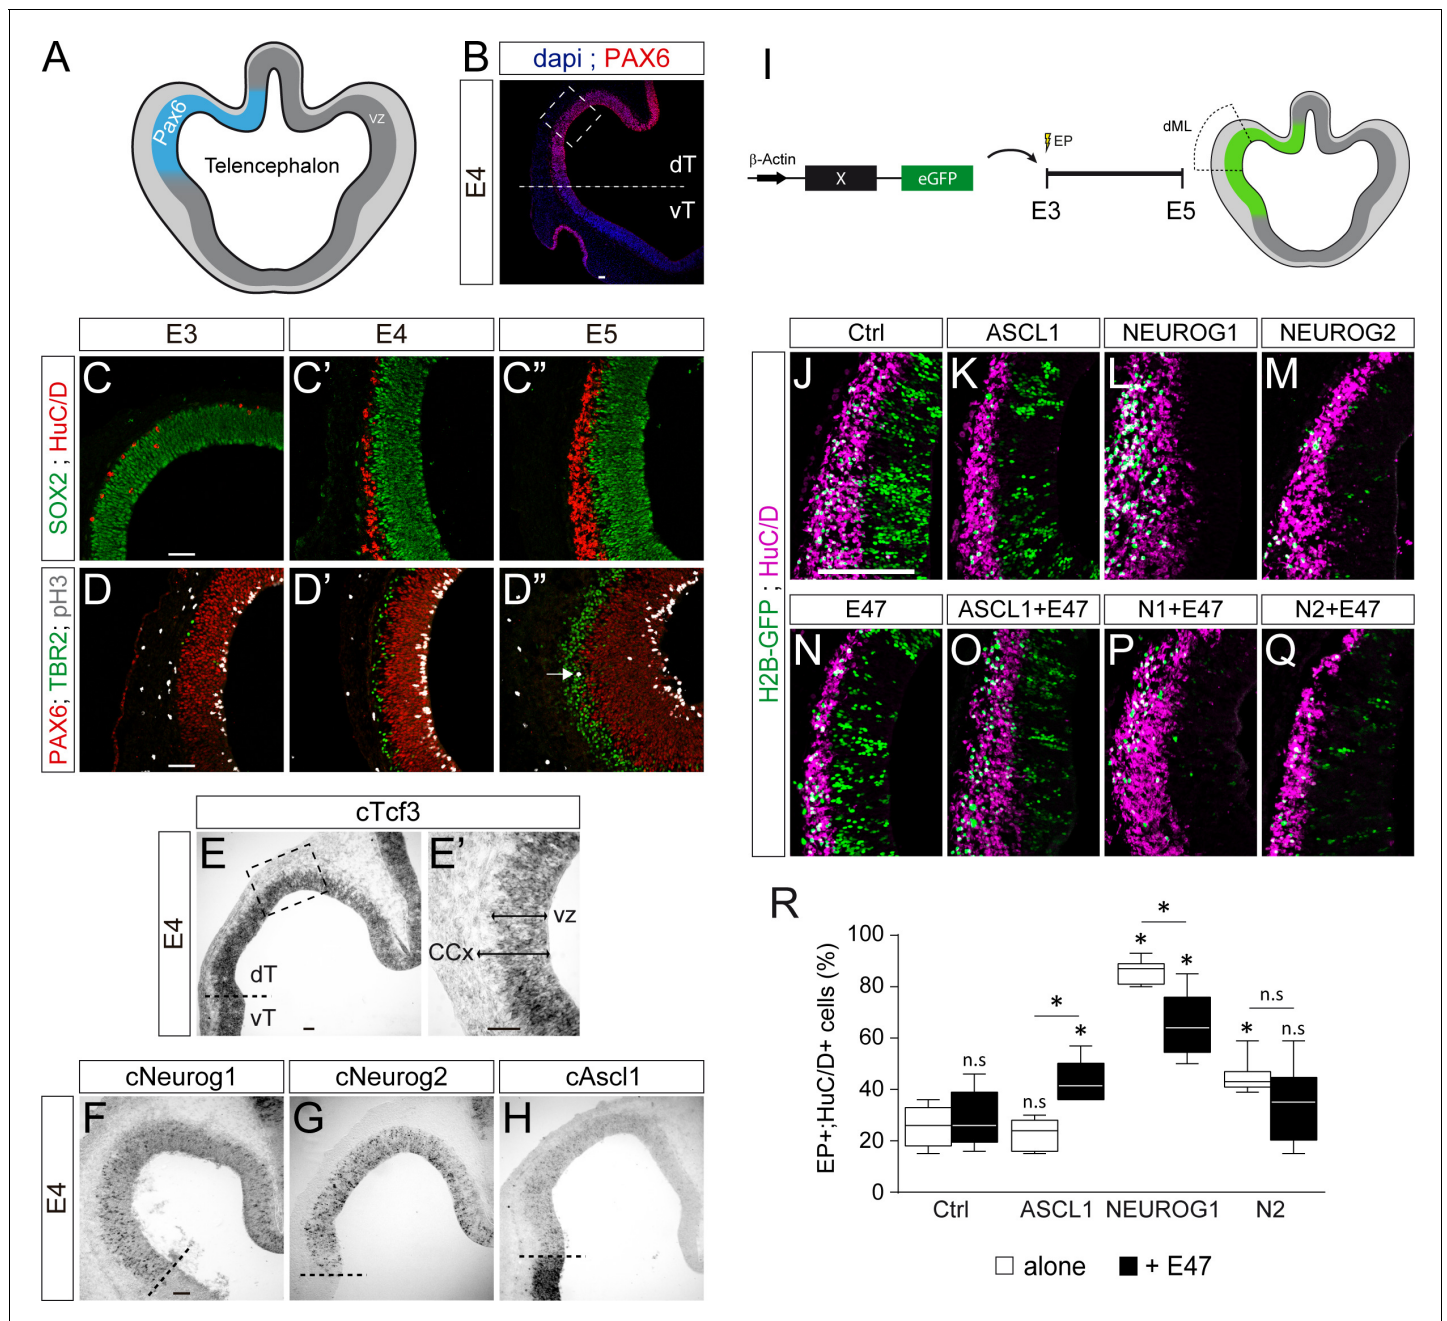 A
Pax6
VZ
Telencephalon
B
dapi ; PAX6
E4
dT
vT
I
β-Actin
X
eGFP
EP
E3
E5
dML
E3
E4
E5
SOX2 ; HuC/D
C
C’
C”
PAX6; TBR2; pH3
D
D’
D”
cTcf3
E4
E
dT
vT
E’
vz
CCx
cNeurog1
cNeurog2
cAscl1
E4
F
G
H
Ctrl
ASCL1
NEUROG1
NEUROG2
H2B-GFP ; HuC/D
J
K
L
M
E47
ASCL1+E47
N1+E47
N2+E47
N
O
P
Q
R
EP+;HuC/D+ cells (%)
100
80
60
40
20
0
n.s
n.s
*
*
*
*
*
*
n.s
n.s
Ctrl
ASCL1
NEUROG1
N2
alone
+ E47